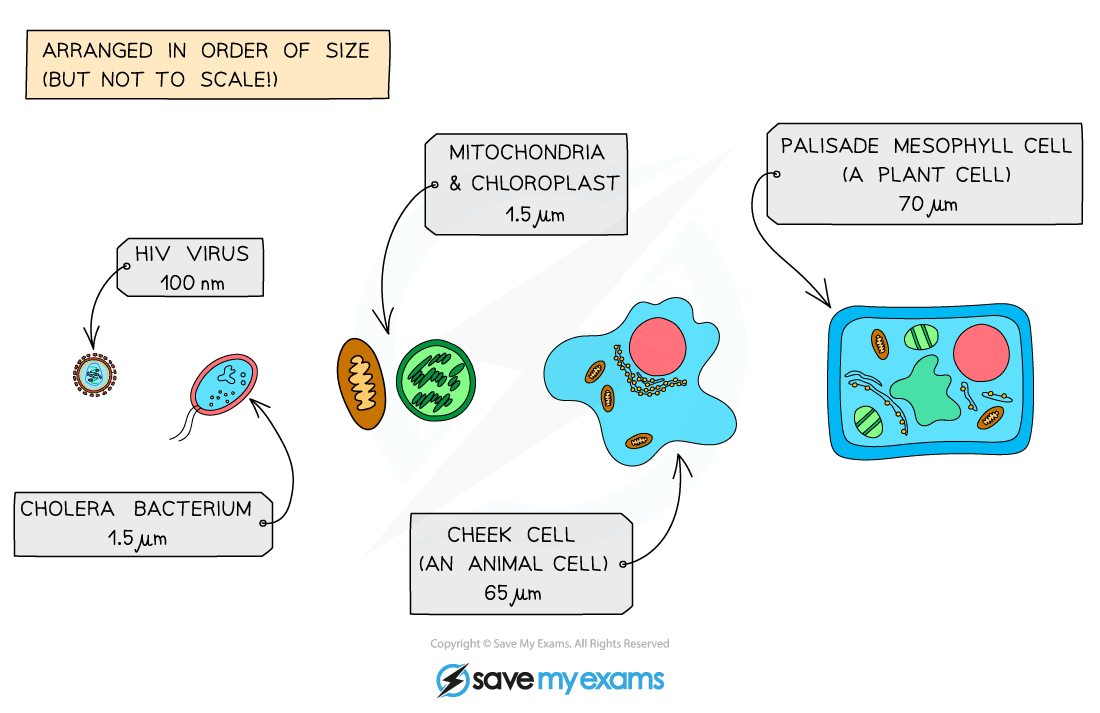 ARRANGED IN ORDER OF SIZE
(BUT NOT TO SCALE!)
MITOCHONDRIA
& CHLOROPLAST
1.5 μm
PALISADE MESOPHYLL CELL
(A PLANT CELL)
70 μm
HIV VIRUS
100 nm
CHOLERA BACTERIUM
1.5 μm
CHEEK CELL
(AN ANIMAL CELL)
65 μm
Copyright © Save My Exams. All Rights Reserved
save my exams